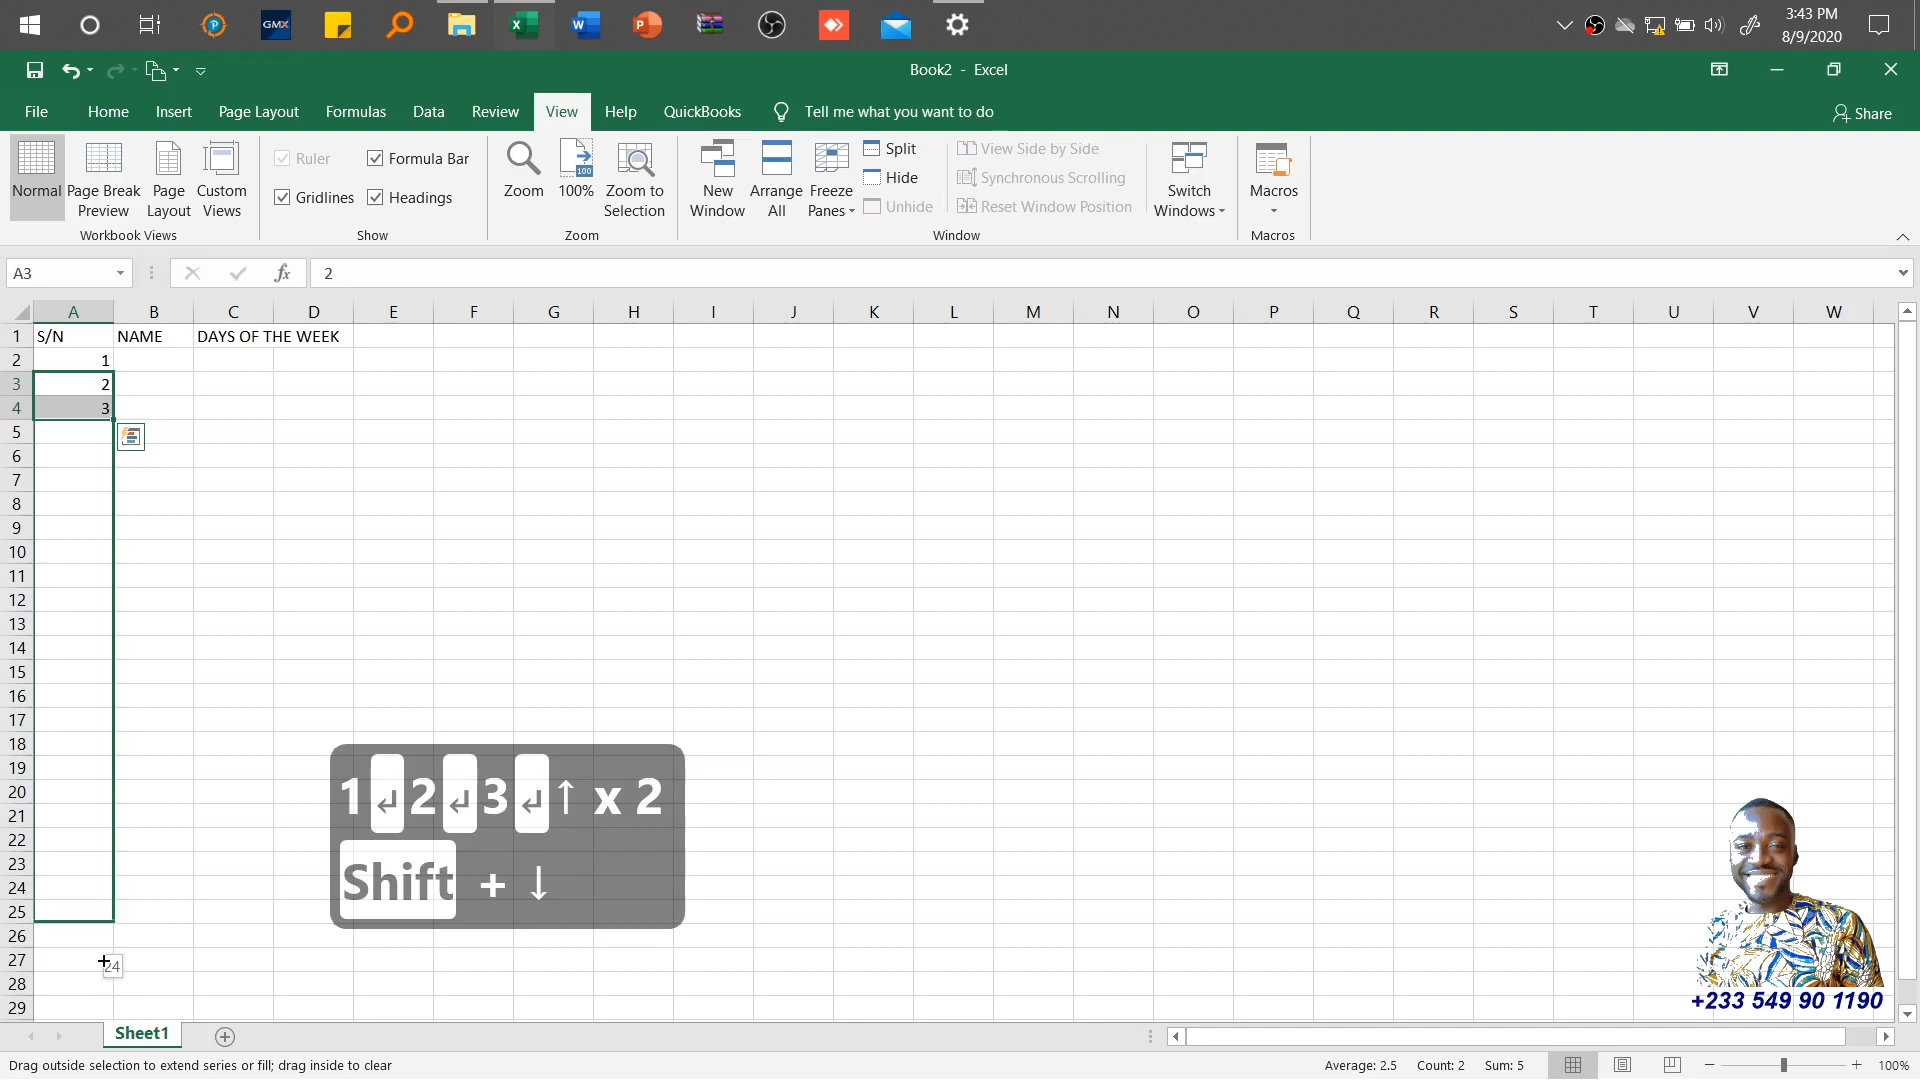 GMX
3:43 PM
8/9/2020
Book2 - Excel
File Home Insert Page Layout Formulas Data Review View Help QuickBooks Tell me what you want to do Share
Normal
Page Break Preview
Page Layout
Custom Views
Workbook Views
Ruler
Formula Bar
Gridlines
Headings
Show
Zoom
100
100%
Zoom to Selection
Zoom
New Window
Arrange All
Freeze Panes
Split
Hide
Unhide
View Side by Side
Synchronous Scrolling
Reset Window Position
Switch Windows
Window
Macros
Macros
A3
fx
2
A B C D E F G H I J K L M N O P Q R S T U V W
1 S/N NAME DAYS OF THE WEEK
2 1
3 2
4 3
5
6
7
8
9
10
11
12
13
14
15
16
17
18
19
20
21
22
23
24
25
26
27
28
29
24
1 ↵ 2 ↵ 3 ↵ ↑ x 2
Shift + ↓
+233 549 90 1190
Sheet1
Drag outside selection to extend series or fill; drag inside to clear
Average: 2.5 Count: 2 Sum: 5 100%